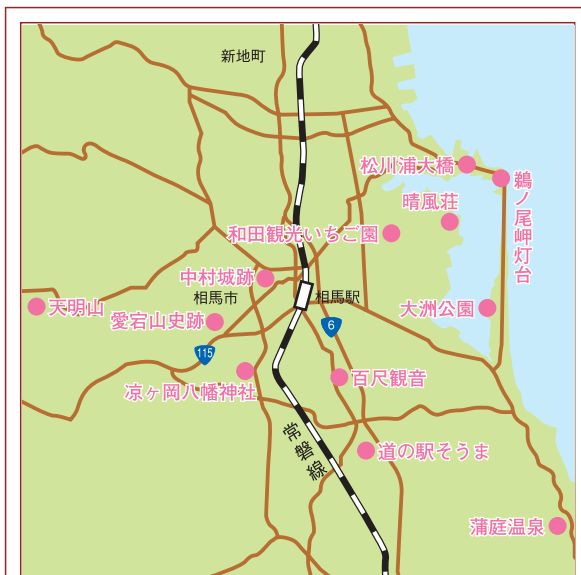 新地町
松川浦大橋
鵜ノ尾岬灯台
晴風荘
和田観光いちご園
中村城跡
相馬市
相馬駅
天明山
愛宕山史跡
大洲公園
6
115
涼ヶ岡八幡神社
百尺観音
常磐線
道の駅そうま
蒲庭温泉